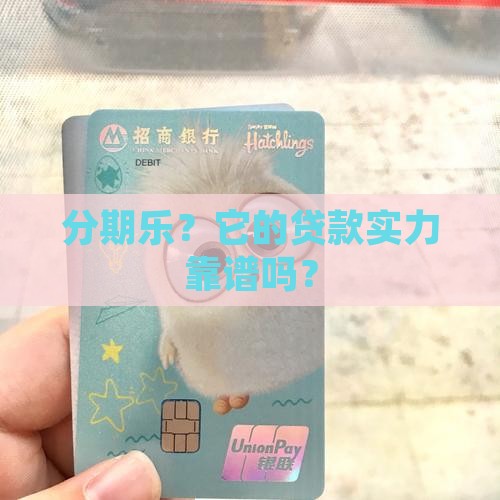 招商银行
CHINA MERCHANTS BANK
Hatchlings
DEBIT
分期乐？它的贷款实力
靠谱吗？
UnionPay
银联